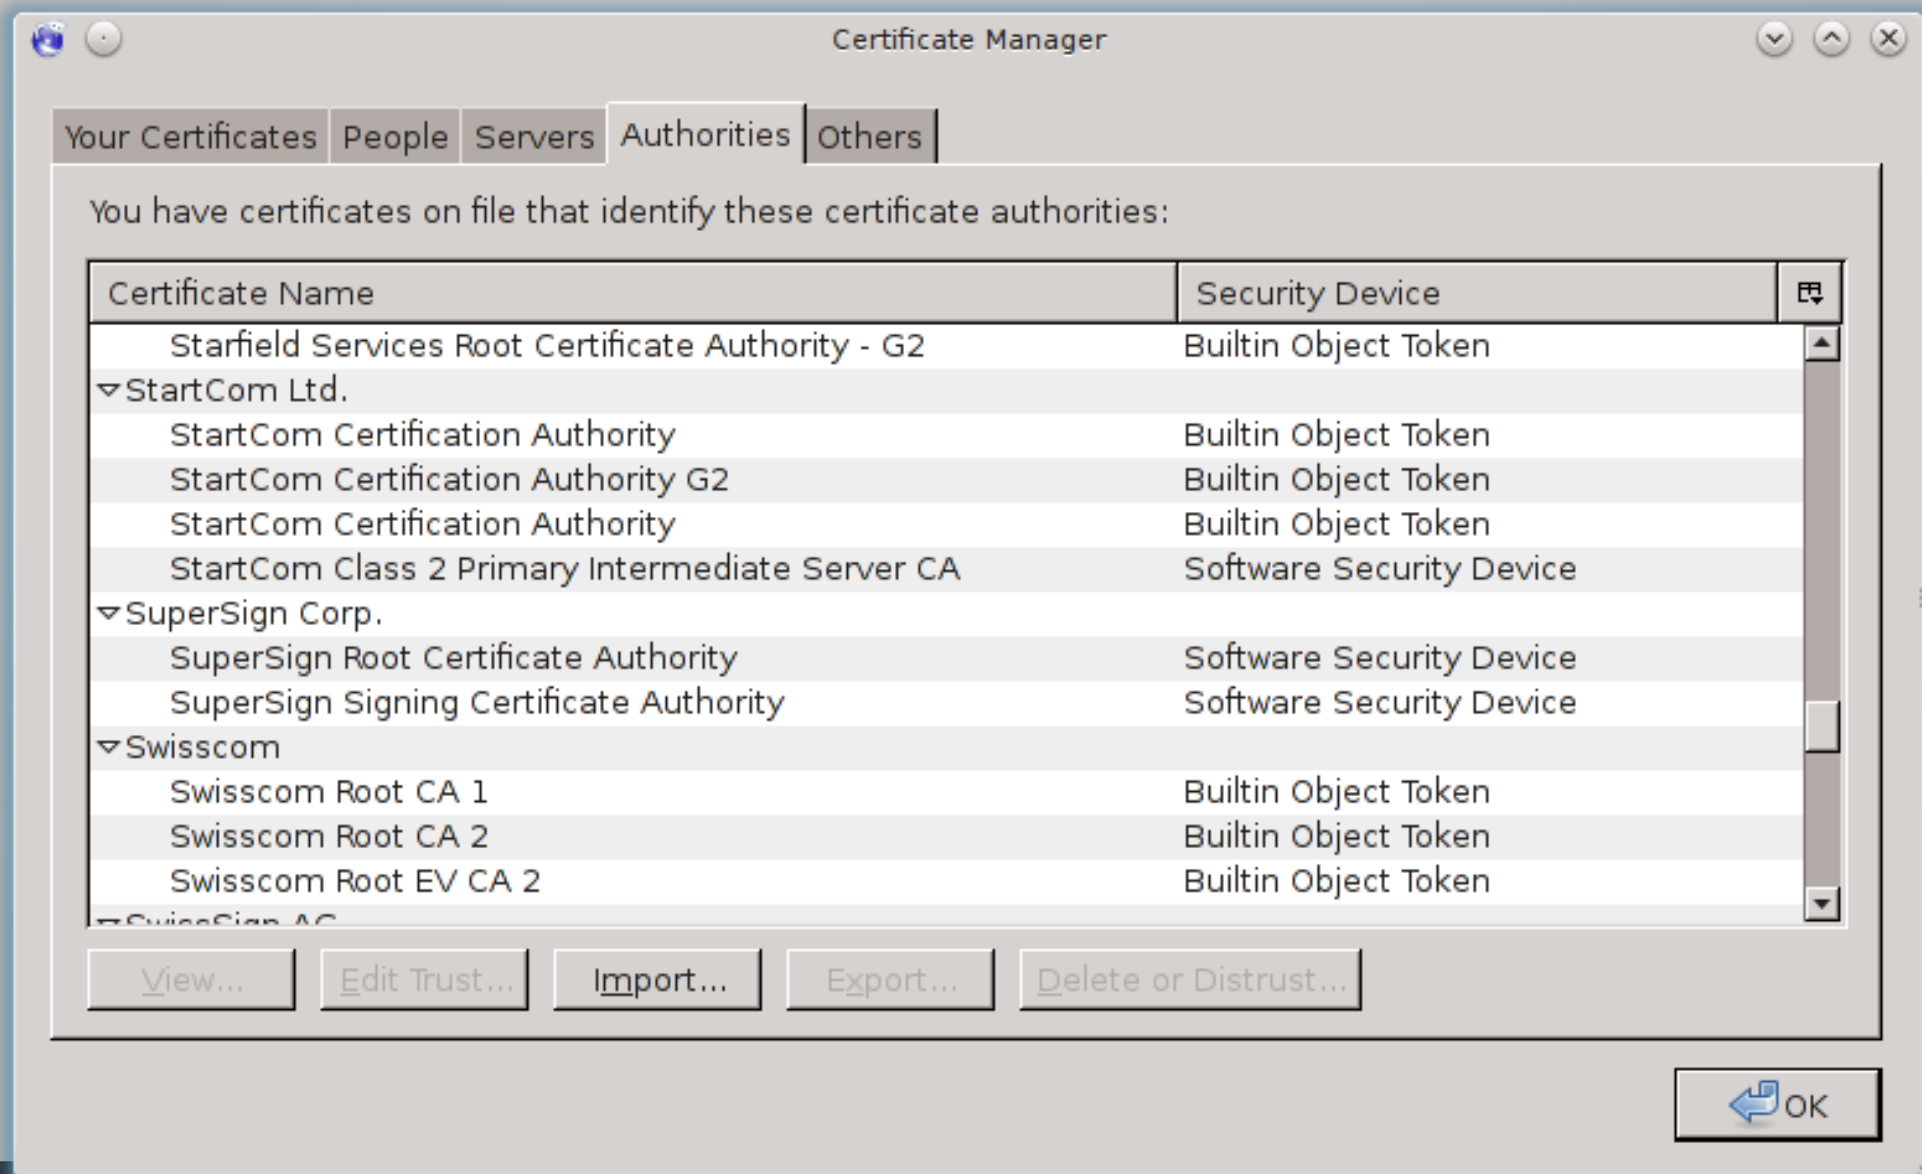 Certificate Manager
Your Certificates People Servers Authorities Others
You have certificates on file that identify these certificate authorities:
Certificate Name Security Device
Starfield Services Root Certificate Authority - G2 Builtin Object Token
StartCom Ltd.
StartCom Certification Authority Builtin Object Token
StartCom Certification Authority G2 Builtin Object Token
StartCom Certification Authority Builtin Object Token
StartCom Class 2 Primary Intermediate Server CA Software Security Device
SuperSign Corp.
SuperSign Root Certificate Authority Software Security Device
SuperSign Signing Certificate Authority Software Security Device
Swisscom
Swisscom Root CA 1 Builtin Object Token
Swisscom Root CA 2 Builtin Object Token
Swisscom Root EV CA 2 Builtin Object Token
SwissSign AG
View... Edit Trust... Import... Export... Delete or Distrust...
OK